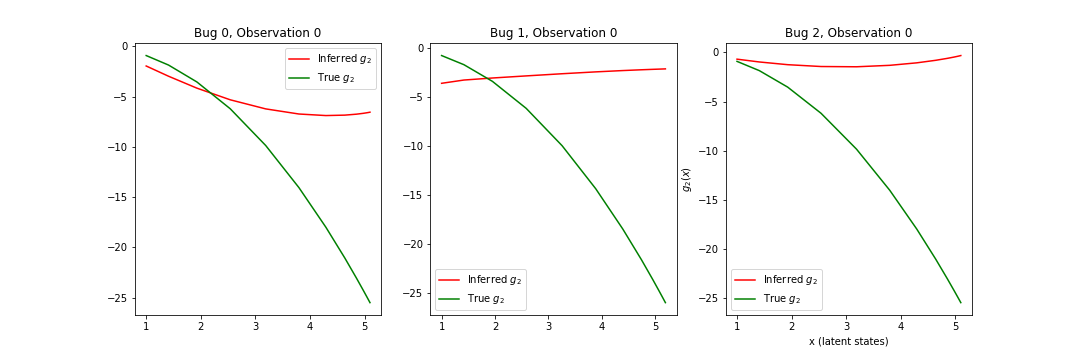 Bug 0, Observation 0
0
−5
−10
−15
−20
−25
1 2 3 4 5
Inferred g₂
True g₂
Bug 1, Observation 0
0
−5
−10
−15
−20
−25
1 2 3 4 5
Inferred g₂
True g₂
Bug 2, Observation 0
g₂(x)
0
−5
−10
−15
−20
−25
1 2 3 4 5
x (latent states)
Inferred g₂
True g₂